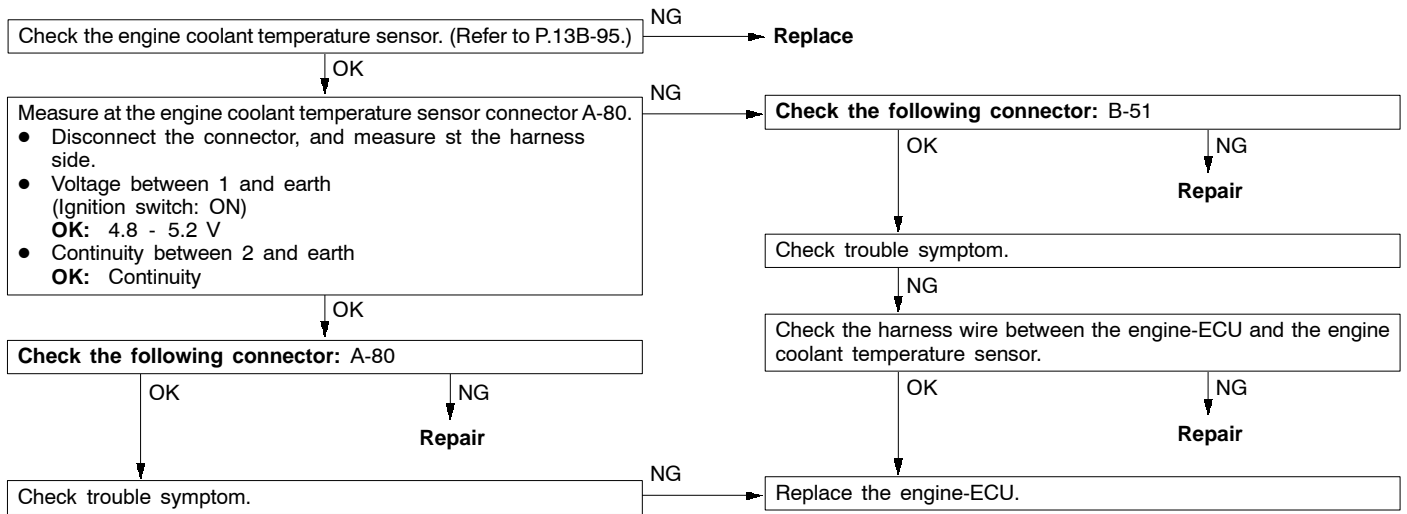 Check the engine coolant temperature sensor. (Refer to P.13B-95.)
NG
Replace
OK
Measure at the engine coolant temperature sensor connector A-80.
● Disconnect the connector, and measure st the harness
side.
● Voltage between 1 and earth
(Ignition switch: ON)
OK: 4.8 - 5.2 V
● Continuity between 2 and earth
OK: Continuity
NG
Check the following connector: B-51
OK
NG
Repair
Check trouble symptom.
NG
Check the harness wire between the engine-ECU and the engine
coolant temperature sensor.
OK
NG
Repair
OK
Check the following connector: A-80
OK
NG
Repair
Check trouble symptom.
NG
Replace the engine-ECU.